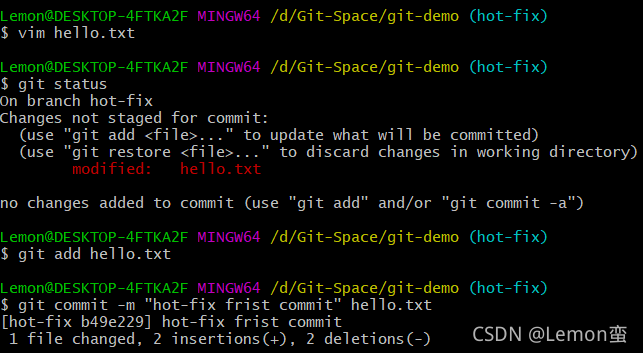 Lemon@DESKTOP-4FTKA2F MINGW64 /d/Git-Space/git-demo (hot-fix)
$ vim hello.txt
Lemon@DESKTOP-4FTKA2F MINGW64 /d/Git-Space/git-demo (hot-fix)
$ git status
On branch hot-fix
Changes not staged for commit:
  (use "git add <file>..." to update what will be committed)
  (use "git restore <file>..." to discard changes in working directory)
        modified:   hello.txt
no changes added to commit (use "git add" and/or "git commit -a")
Lemon@DESKTOP-4FTKA2F MINGW64 /d/Git-Space/git-demo (hot-fix)
$ git add hello.txt
Lemon@DESKTOP-4FTKA2F MINGW64 /d/Git-Space/git-demo (hot-fix)
$ git commit -m "hot-fix frist commit" hello.txt
[hot-fix b49e229] hot-fix frist commit
 1 file changed, 2 insertions(+), 2 deletions(-)
CSDN @Lemon蛮